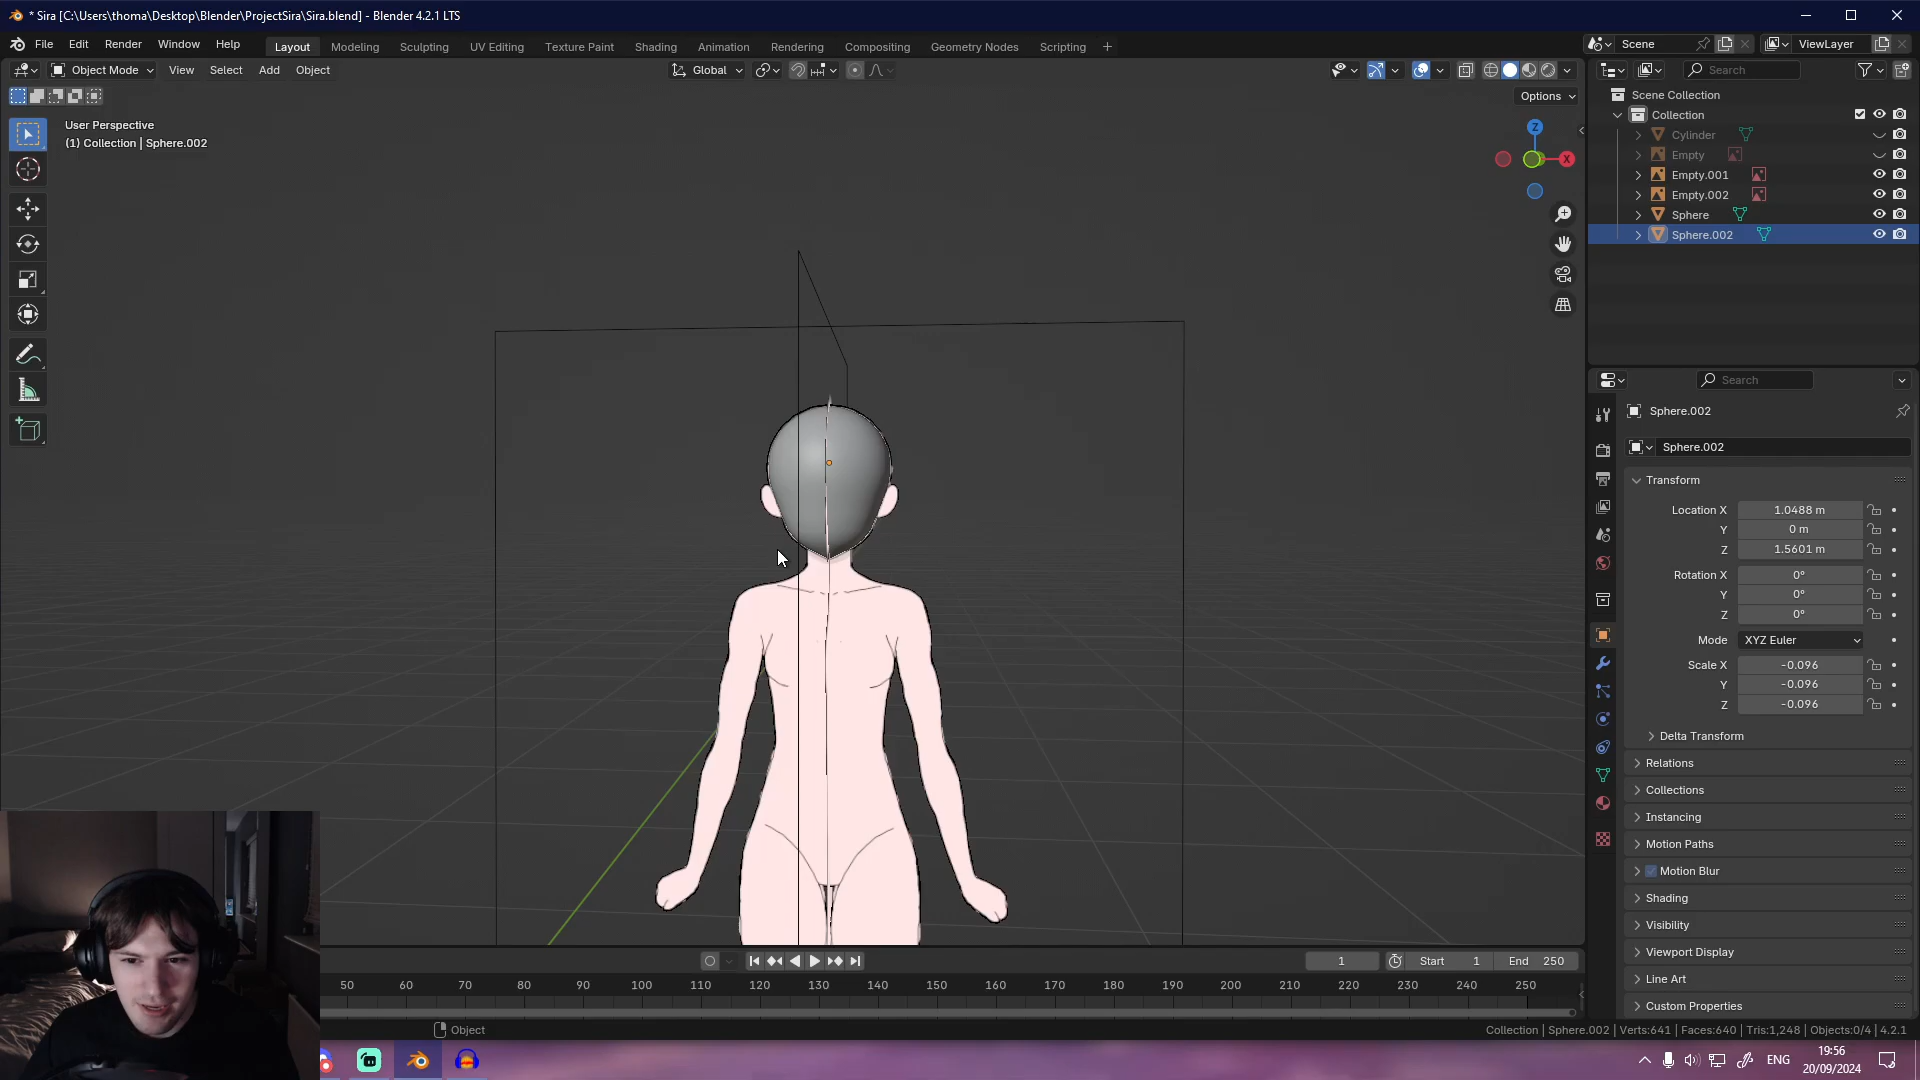 * Sira [C:\Users\thoma\Desktop\Blender\ProjectSira\Sira.blend] - Blender 4.2.1 LTS
File Edit Render Window Help Layout Modeling Sculpting UV Editing Texture Paint Shading Animation Rendering Compositing Geometry Nodes Scripting + Scene ViewLayer
Object Mode View Select Add Object Global Search
Options
User Perspective
(1) Collection | Sphere.002
Z
X
Scene Collection
Collection
Cylinder
Empty
Empty.001
Empty.002
Sphere
Sphere.002
Search
Sphere.002
Sphere.002
Transform
Location X 1.0488 m
Y 0 m
Z 1.5601 m
Rotation X 0°
Y 0°
Z 0°
Mode XYZ Euler
Scale X -0.096
Y -0.096
Z -0.096
Delta Transform
Relations
Collections
Instancing
Motion Paths
Motion Blur
Shading
Visibility
Viewport Display
Line Art
Custom Properties
1 Start 1 End 250
50 60 70 80 90 100 110 120 130 140 150 160 170 180 190 200 210 220 230 240 250
Object
Collection | Sphere.002 | Verts:641 | Faces:640 | Tris:1,248 | Objects:0/4 | 4.2.1
ENG
19:56
20/09/2024